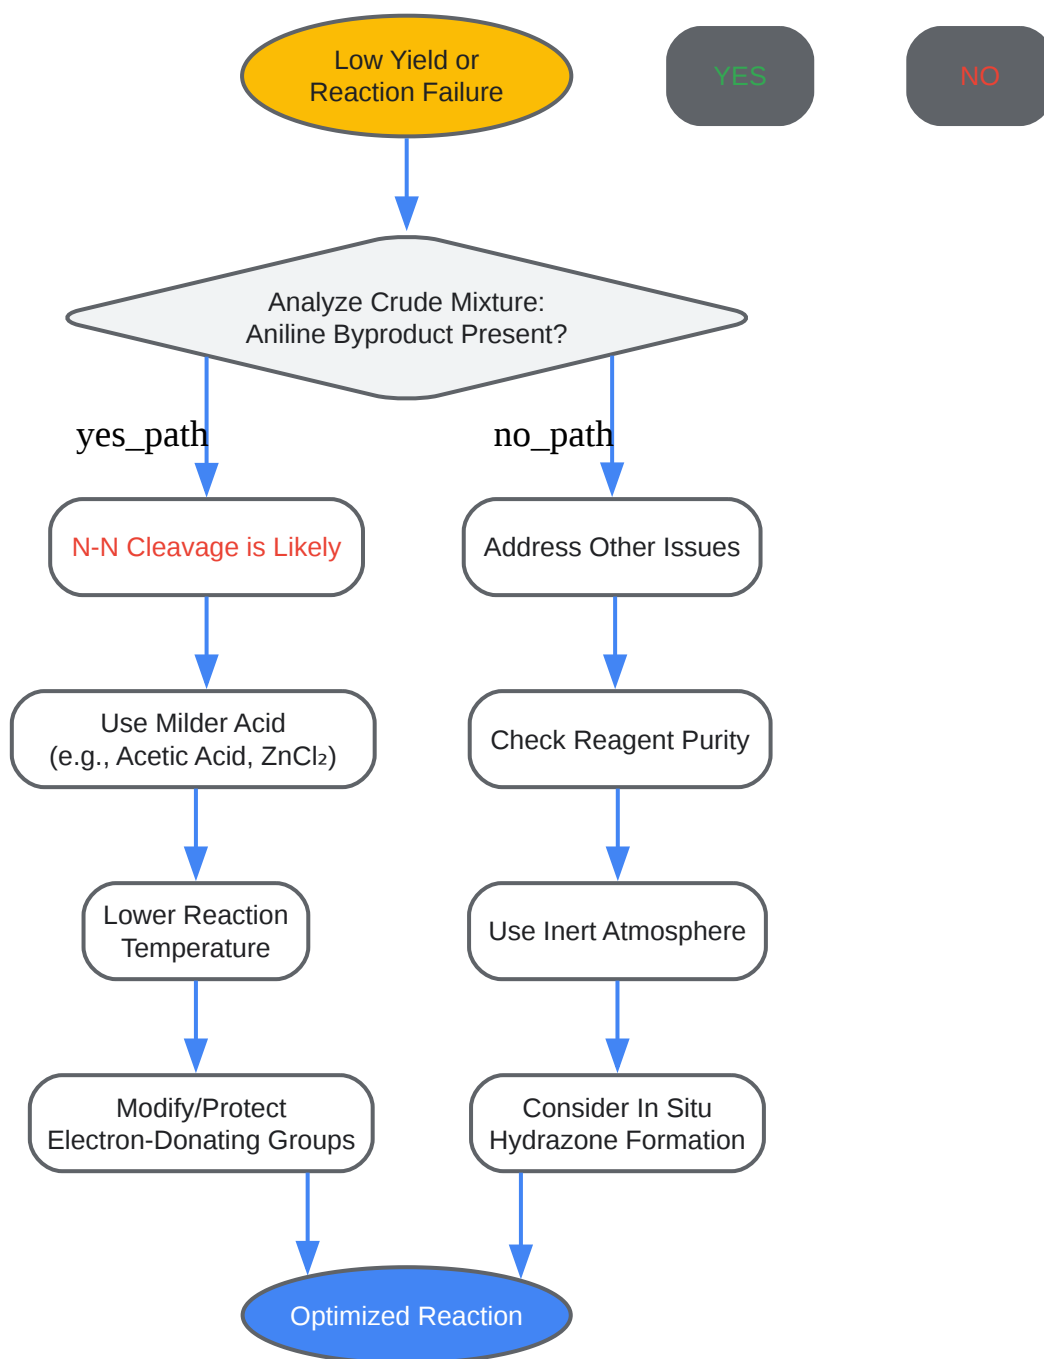 Low Yield or
Reaction Failure
YES
NO
Analyze Crude Mixture:
Aniline Byproduct Present?
yes_path
no_path
N-N Cleavage is Likely
Address Other Issues
Use Milder Acid
(e.g., Acetic Acid, ZnCl₂)
Check Reagent Purity
Lower Reaction
Temperature
Use Inert Atmosphere
Modify/Protect
Electron-Donating Groups
Consider In Situ
Hydrazone Formation
Optimized Reaction